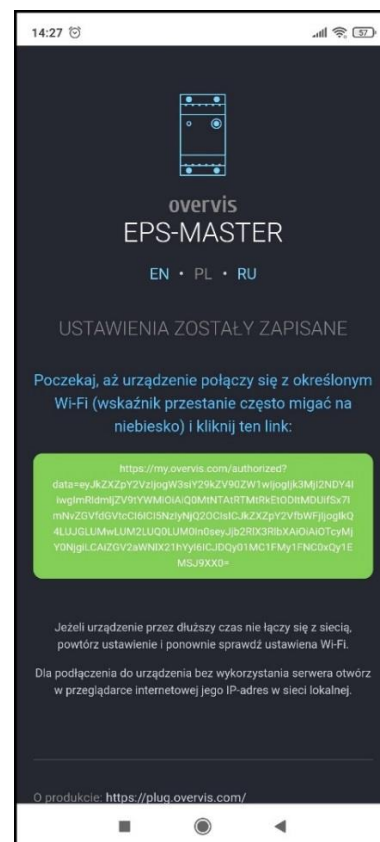 14:27
57
overvis
EPS-MASTER
EN • PL • RU
USTAWIENIA ZOSTAŁY ZAPISANE
Poczekaj, aż urządzenie połączy się z określonym
Wi-Fi (wskaźnik przestanie często migać na
niebiesko) i kliknij ten link:
https://my.overvis.com/authorized?
Jeżeli urządzenie przez dłuższy czas nie łączy się z siecią,
powtórz ustawienie i ponownie sprawdź ustawiena Wi-Fi.
Dla podłączenia do urządzenia bez wykorzystania serwera otwórz
w przeglądarce internetowej jego IP-adres w sieci lokalnej.
O produkcie: https://plug.overvis.com/